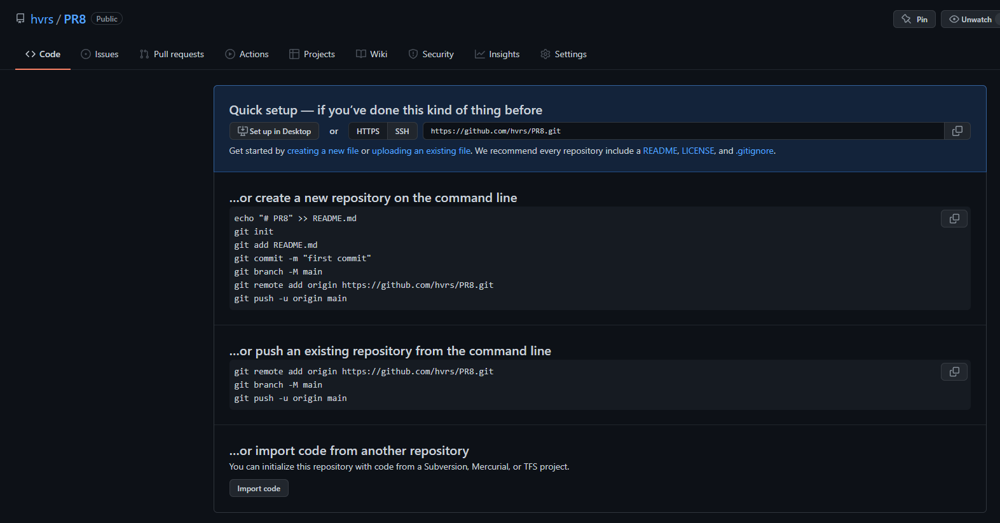 hvrs / PR8 Public
Pin
Unwatch
Code
Issues
Pull requests
Actions
Projects
Wiki
Security
Insights
Settings
Quick setup — if you’ve done this kind of thing before
Set up in Desktop or HTTPS SSH https://github.com/hvrs/PR8.git
Get started by creating a new file or uploading an existing file. We recommend every repository include a README, LICENSE, and .gitignore.
…or create a new repository on the command line
echo "# PR8" >> README.md
git init
git add README.md
git commit -m "first commit"
git branch -M main
git remote add origin https://github.com/hvrs/PR8.git
git push -u origin main
…or push an existing repository from the command line
git remote add origin https://github.com/hvrs/PR8.git
git branch -M main
git push -u origin main
…or import code from another repository
You can initialize this repository with code from a Subversion, Mercurial, or TFS project.
Import code